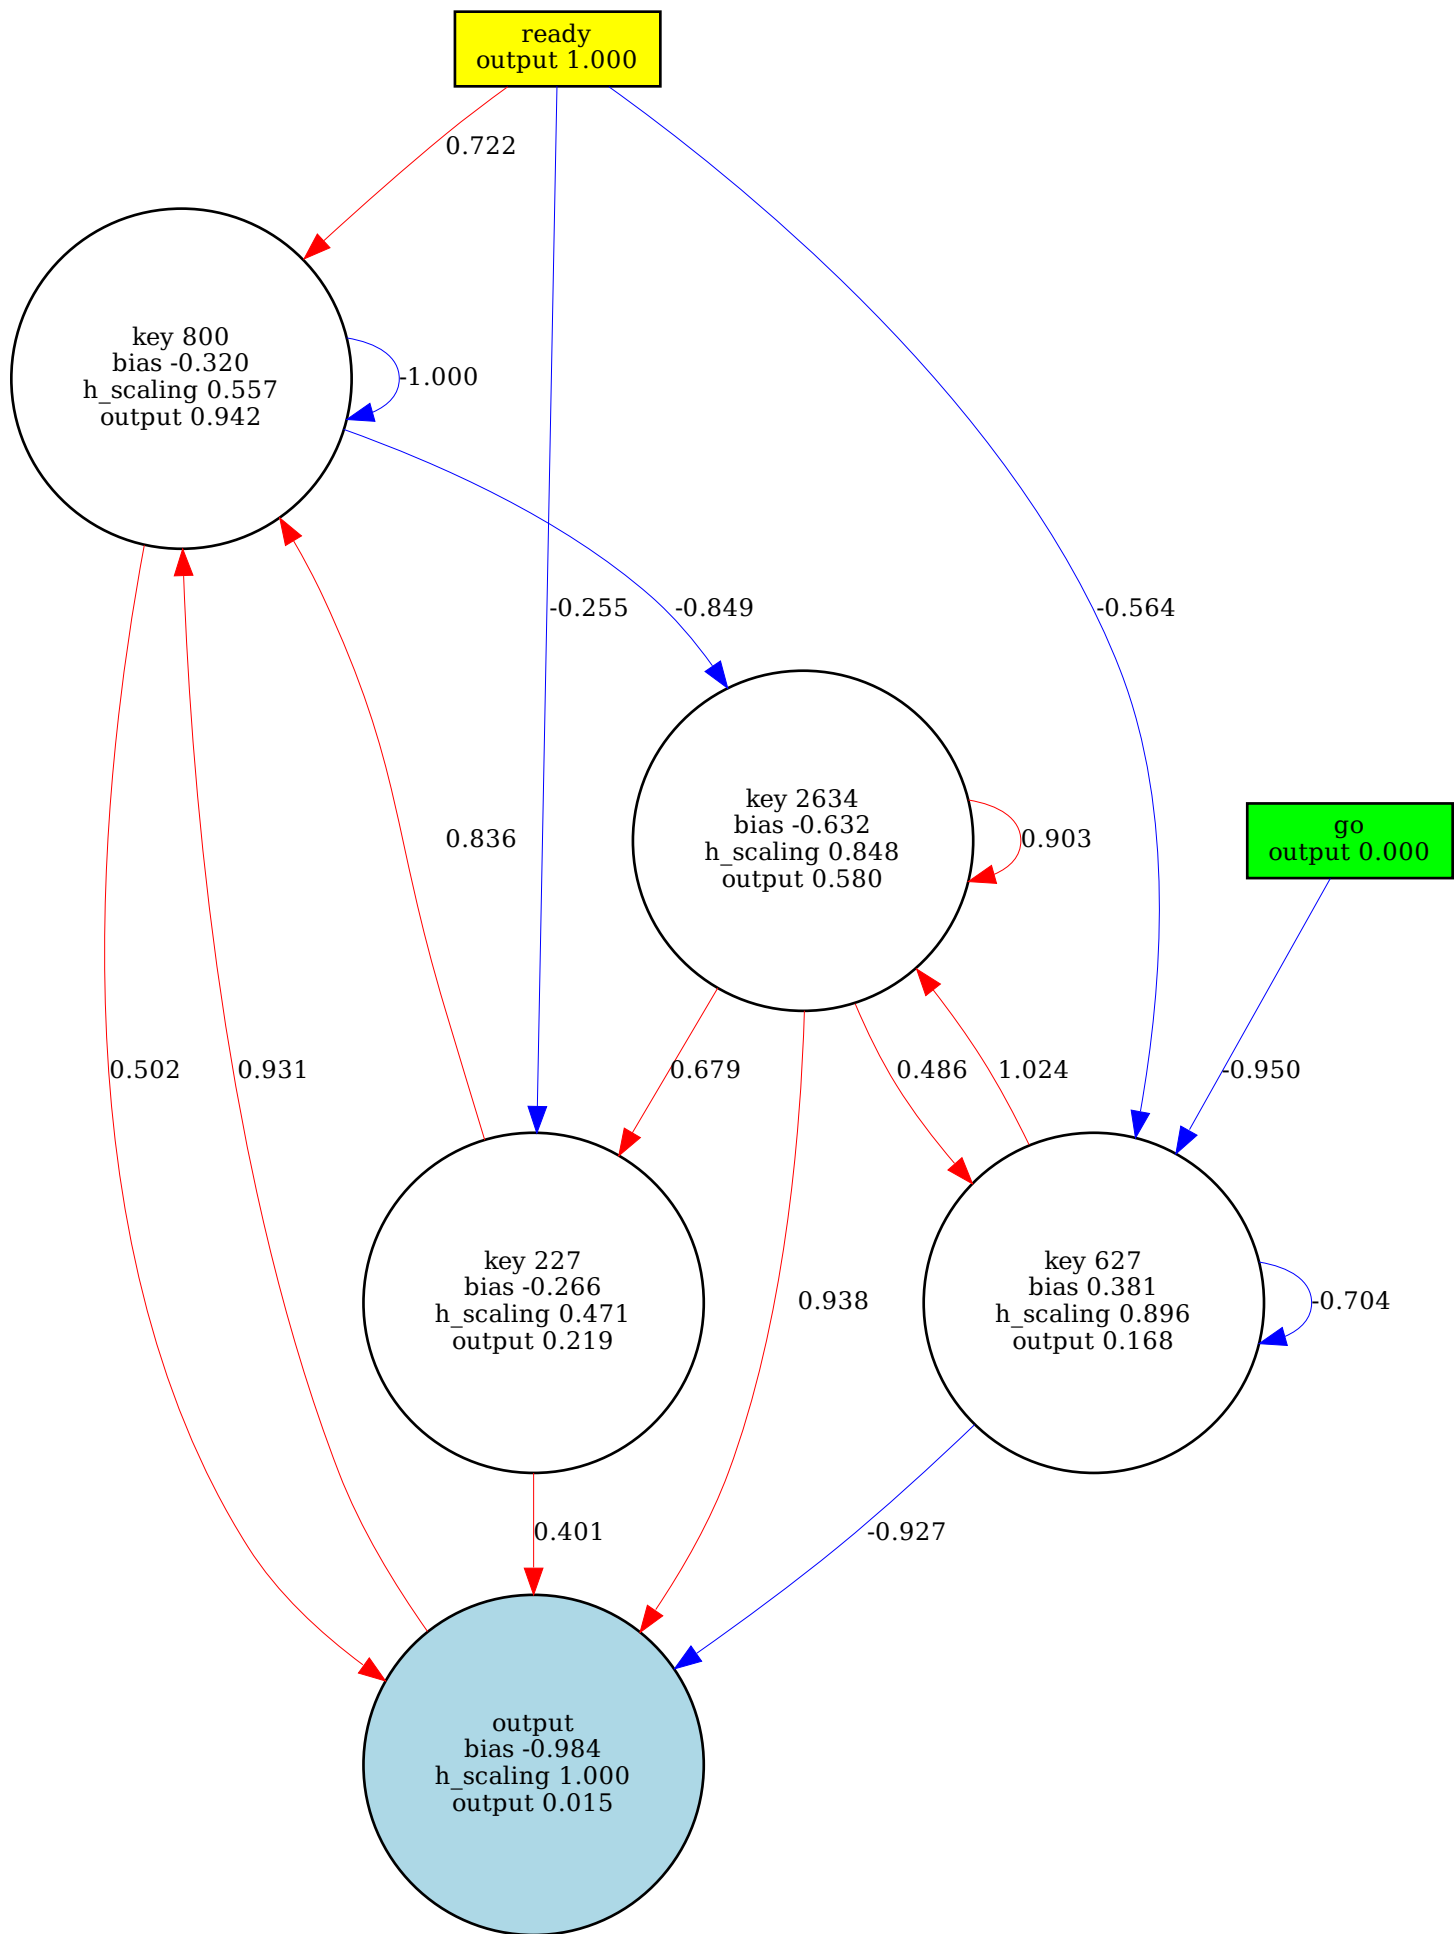 ready
output 1.000
0.722
key 800
bias -0.320
h_scaling 0.557
output 0.942
-1.000
-0.255
-0.849
-0.564
key 2634
bias -0.632
h_scaling 0.848
output 0.580
0.903
0.836
go
output 0.000
0.502
0.931
0.679
0.486
1.024
-0.950
key 227
bias -0.266
h_scaling 0.471
output 0.219
0.938
key 627
bias 0.381
h_scaling 0.896
output 0.168
-0.704
0.401
-0.927
output
bias -0.984
h_scaling 1.000
output 0.015